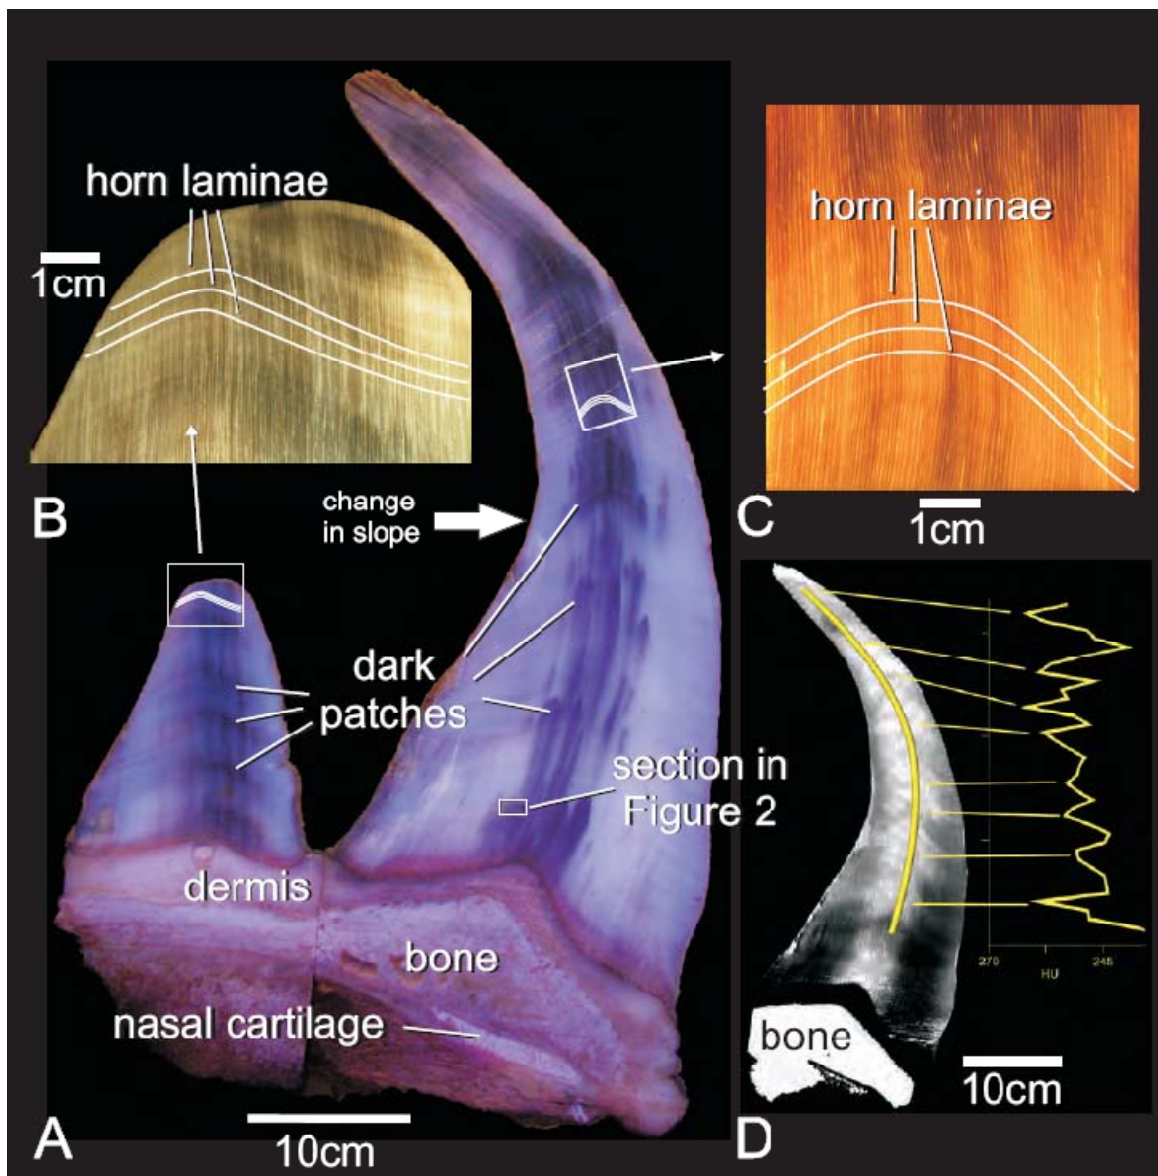 horn laminae
1cm
B
change
in slope
dark
patches
section in
Figure 2
dermis
bone
nasal cartilage
A
10cm
horn laminae
C
1cm
270
245
HU
bone
10cm
D